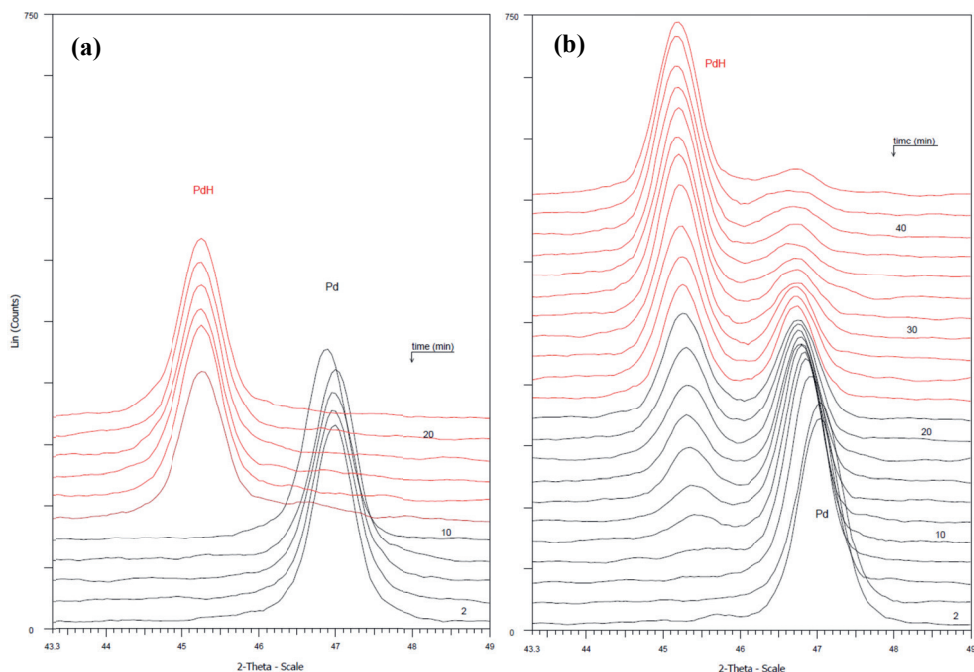 750
(a)
PdH
Pd
time (min)
20
10
2
Lin (Counts)
0
43.3 44 45 46 47 48 49
2-Theta - Scale
750
(b)
PdH
timc (min)
40
30
20
Pd
10
2
0
43.3 44 45 46 47 48 49
2-Theta - Scale